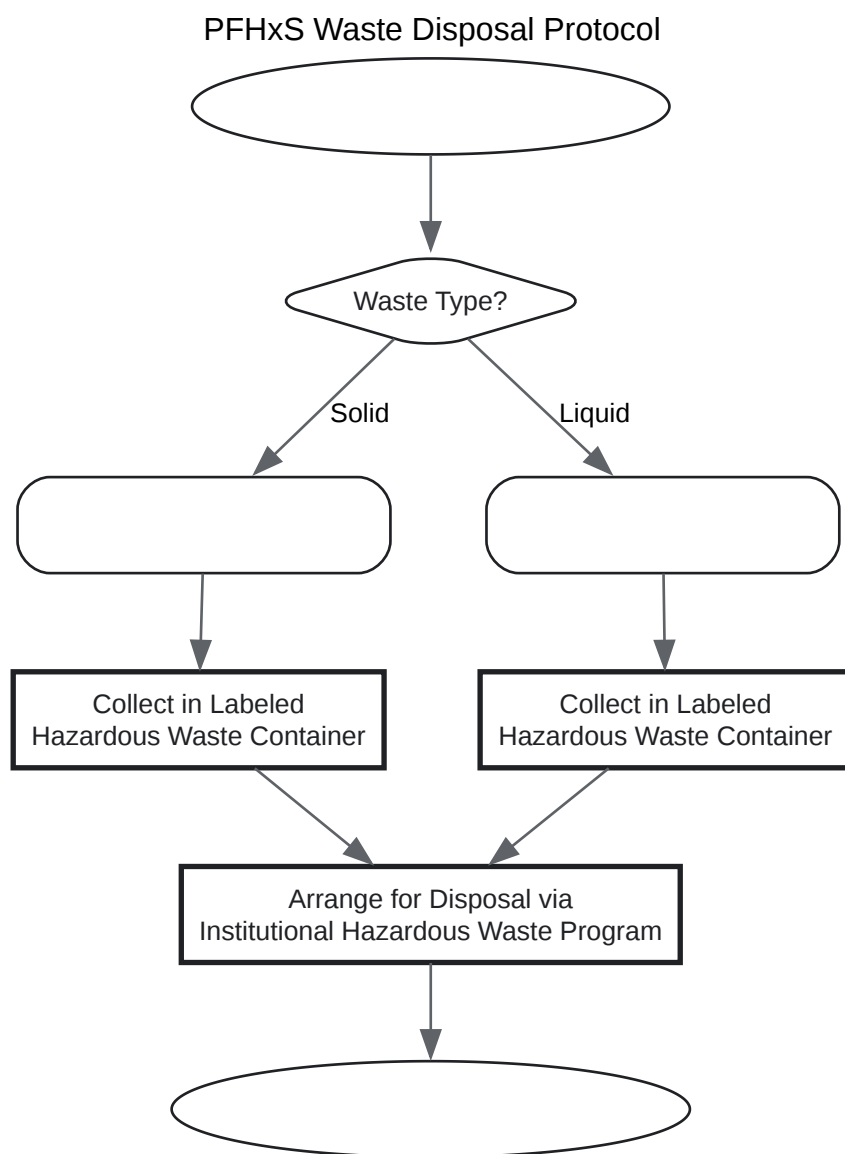 PFHxS Waste Disposal Protocol
Waste Type?
Solid
Liquid
Collect in Labeled
Hazardous Waste Container
Collect in Labeled
Hazardous Waste Container
Arrange for Disposal via
Institutional Hazardous Waste Program